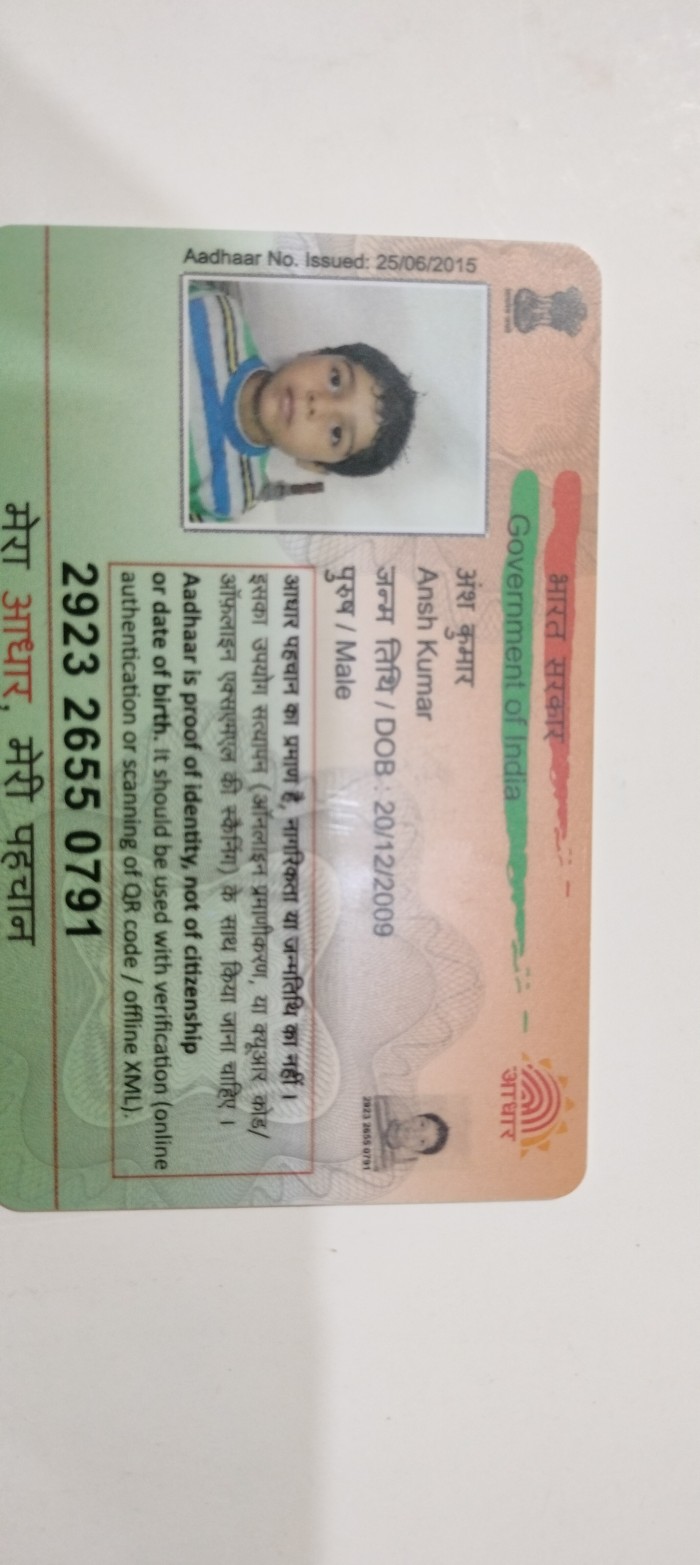 भारत सरकार
Government of India
आधार
Aadhaar No. Issued: 25/06/2015
अंश कुमार
Ansh Kumar
जन्म तिथि / DOB : 20/12/2009
पुरुष / Male
2923 2655 0791
आधार पहचान का प्रमाण है, नागरिकता या जन्मतिथि का नहीं ।
इसका उपयोग सत्यापन (ऑनलाइन प्रमाणीकरण, या क्यूआर कोड/
ऑफ़लाइन एक्सएमएल की स्कैनिंग) के साथ किया जाना चाहिए ।
Aadhaar is proof of identity, not of citizenship
or date of birth. It should be used with verification (online
authentication or scanning of QR code / offline XML).
2923 2655 0791
मेरा आधार, मेरी पहचान